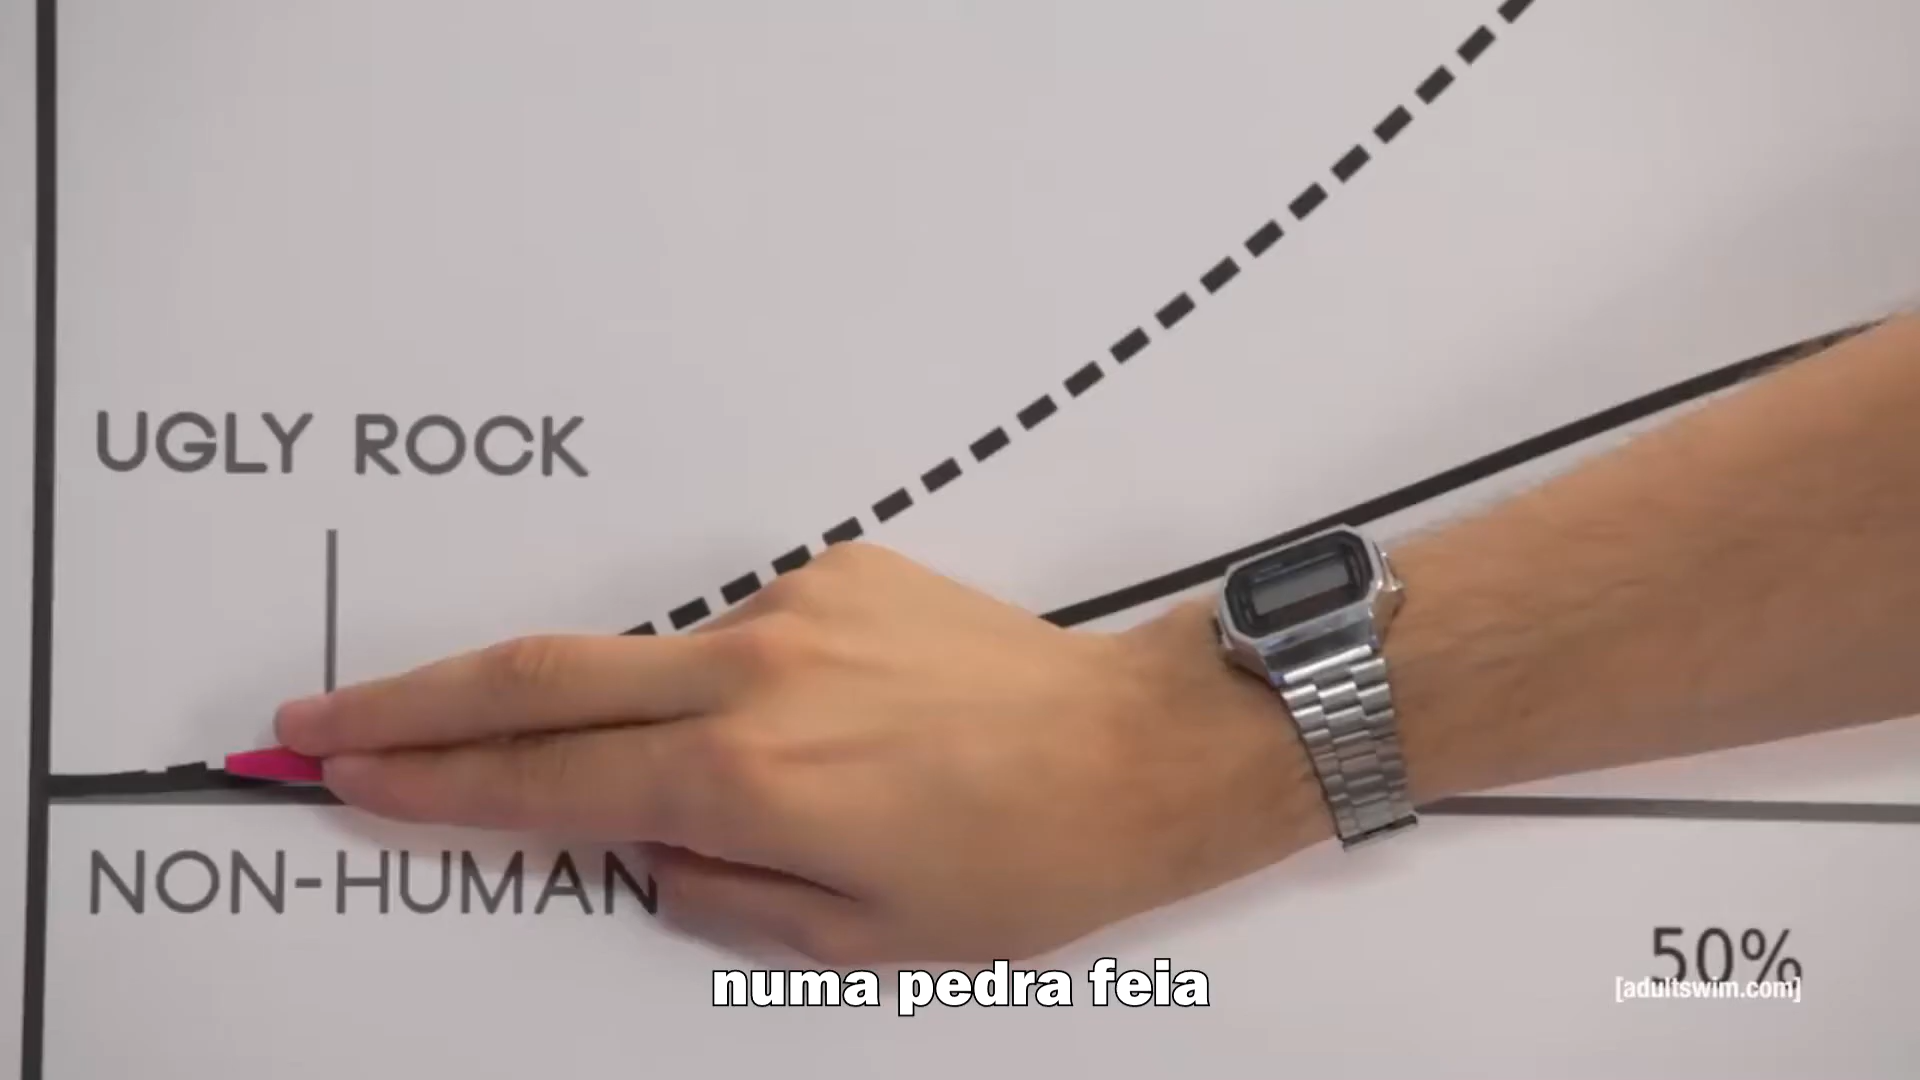 UGLY ROCK
NON-HUMAN
50%
[adultswim.com]
numa pedra feia